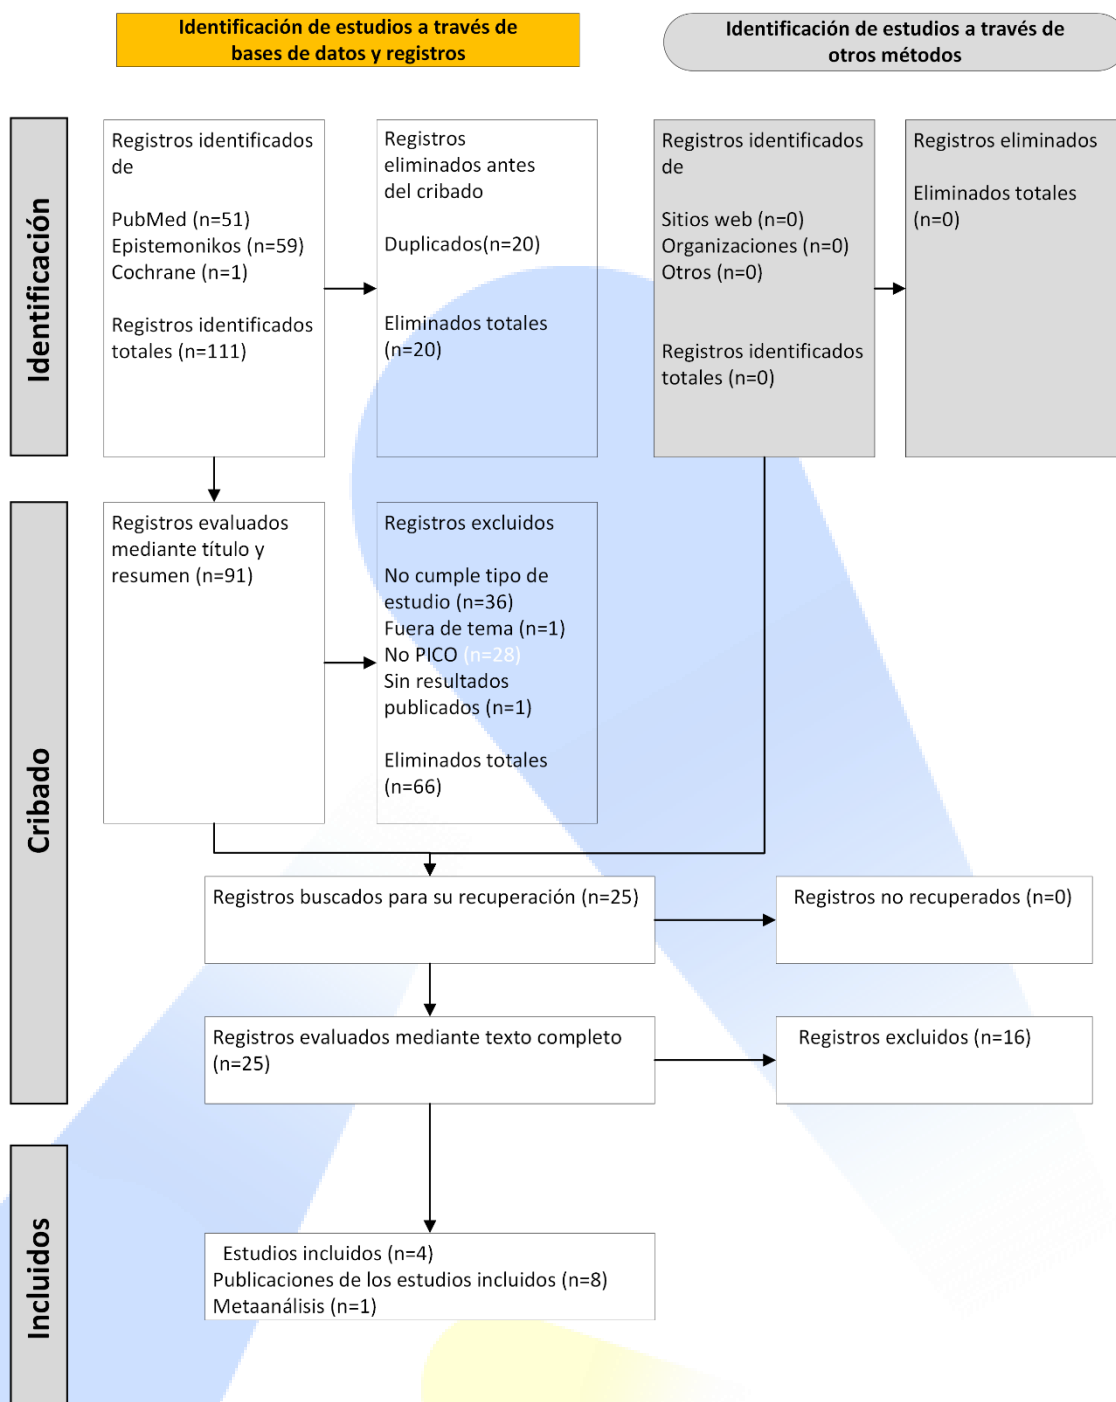 Identificación de estudios a través de
bases de datos y registros
Identificación de estudios a través de
otros métodos
Identificación
Registros identificados
de
PubMed (n=51)
Epistemonikos (n=59)
Cochrane (n=1)
Registros identificados
totales (n=111)
Registros
eliminados antes
del cribado
Duplicados(n=20)
Eliminados totales
(n=20)
Registros identificados
de
Sitios web (n=0)
Organizaciones (n=0)
Otros (n=0)
Registros identificados
totales (n=0)
Registros eliminados
Eliminados totales
(n=0)
Cribado
Registros evaluados
mediante título y
resumen (n=91)
Registros excluidos
No cumple tipo de
estudio (n=36)
Fuera de tema (n=1)
No PICO (n=28)
Sin resultados
publicados (n=1)
Eliminados totales
(n=66)
Registros buscados para su recuperación (n=25)
Registros no recuperados (n=0)
Registros evaluados mediante texto completo
(n=25)
Registros excluidos (n=16)
Incluidos
Estudios incluidos (n=4)
Publicaciones de los estudios incluidos (n=8)
Metaanálisis (n=1)